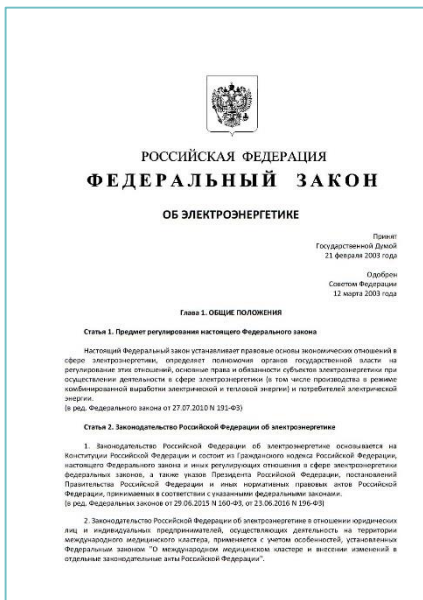 РОССИЙСКАЯ ФЕДЕРАЦИЯ
ФЕДЕРАЛЬНЫЙ ЗАКОН
ОБ ЭЛЕКТРОЭНЕРГЕТИКЕ
Принят
Государственной Думой
21 февраля 2003 года
Одобрен
Советом Федерации
12 марта 2003 года
Глава 1. ОБЩИЕ ПОЛОЖЕНИЯ
Статья 1. Предмет регулирования настоящего Федерального закона
Настоящий Федеральный закон устанавливает правовые основы экономических отношений в
сфере электроэнергетики, определяет полномочия органов государственной власти на
регулирование этих отношений, основные права и обязанности субъектов электроэнергетики при
осуществлении деятельности в сфере электроэнергетики (в том числе производства в режиме
комбинированной выработки электрической и тепловой энергии) и потребителей электрической
энергии.
(в ред. Федерального закона от 27.07.2010 N 191-ФЗ)
Статья 2. Законодательство Российской Федерации об электроэнергетике
1. Законодательство Российской Федерации об электроэнергетике основывается на
Конституции Российской Федерации и состоит из Гражданского кодекса Российской Федерации,
настоящего Федерального закона и иных регулирующих отношения в сфере электроэнергетики
федеральных законов, а также указов Президента Российской Федерации, постановлений
Правительства Российской Федерации и иных нормативных правовых актов Российской
Федерации, принимаемых в соответствии с указанными федеральными законами.
(в ред. Федеральных законов от 29.06.2015 N 160-ФЗ, от 23.06.2016 N 196-ФЗ)
2. Законодательство Российской Федерации об электроэнергетике в отношении юридических
лиц и индивидуальных предпринимателей, осуществляющих деятельность на территории
международного медицинского кластера, применяется с учетом особенностей, установленных
Федеральным законом "О международном медицинском кластере и внесении изменений в
отдельные законодательные акты Российской Федерации".